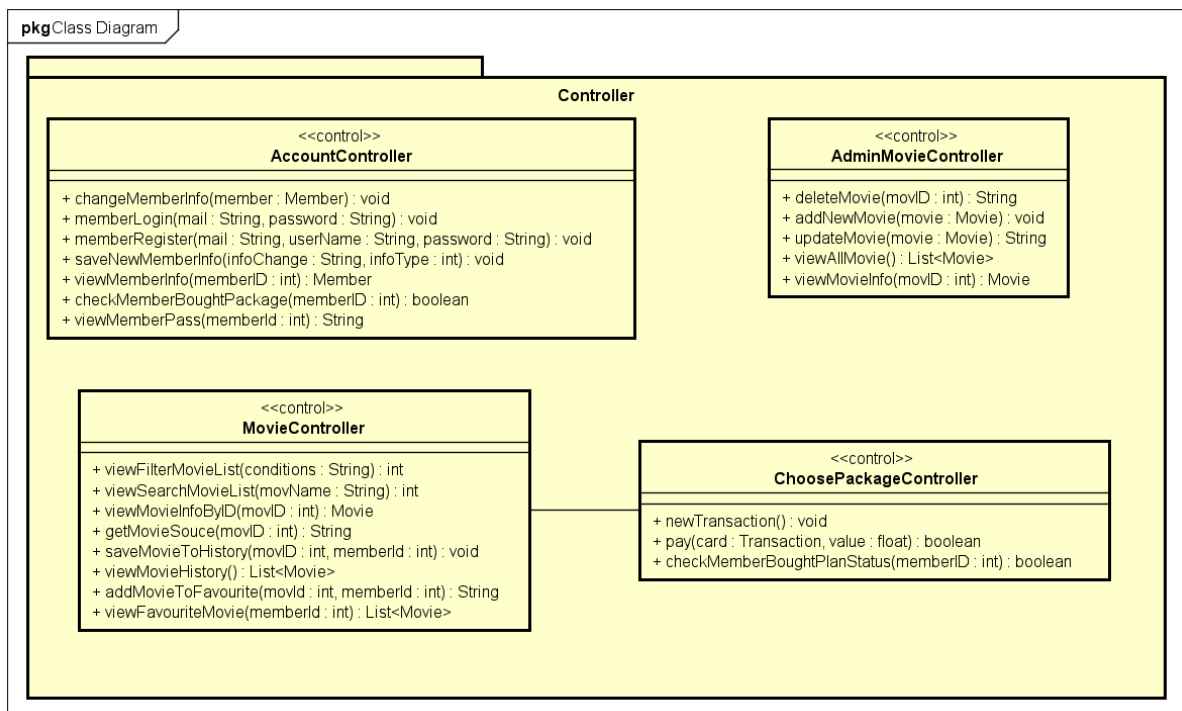 pkg Class Diagram
Controller
<<control>>
AccountController
+ changeMemberInfo(member : Member) : void
+ memberLogin(mail : String, password : String) : void
+ memberRegister(mail : String, userName : String, password : String) : void
+ saveNewMemberInfo(infoChange : String, infoType : int) : void
+ viewMemberInfo(memberID : int) : Member
+ checkMemberBoughtPackage(memberID : int) : boolean
+ viewMemberPass(memberId : int) : String
<<control>>
AdminMovieController
+ deleteMovie(movID : int) : String
+ addNewMovie(movie : Movie) : void
+ updateMovie(movie : Movie) : String
+ viewAllMovie() : List<Movie>
+ viewMovieInfo(movID : int) : Movie
<<control>>
MovieController
+ viewFilterMovieList(conditions : String) : int
+ viewSearchMovieList(movName : String) : int
+ viewMovieInfoByID(movID : int) : Movie
+ getMovieSouce(movID : int) : String
+ saveMovieToHistory(movID : int, memberId : int) : void
+ viewMovieHistory() : List<Movie>
+ addMovieToFavourite(movId : int, memberId : int) : String
+ viewFavouriteMovie(memberId : int) : List<Movie>
<<control>>
ChoosePackageController
+ newTransaction() : void
+ pay(card : Transaction, value : float) : boolean
+ checkMemberBoughtPlanStatus(memberID : int) : boolean